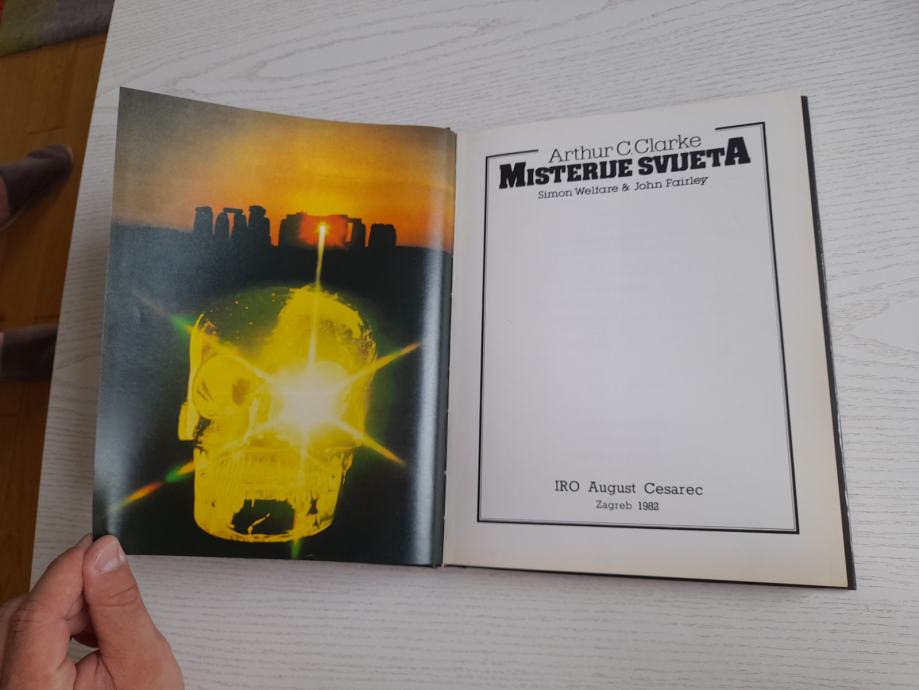 Arthur C. Clarke
MISTERIJE SVIJETA
Simon Welfare & John Fairley
IRO August Cesarec
Zagreb 1982